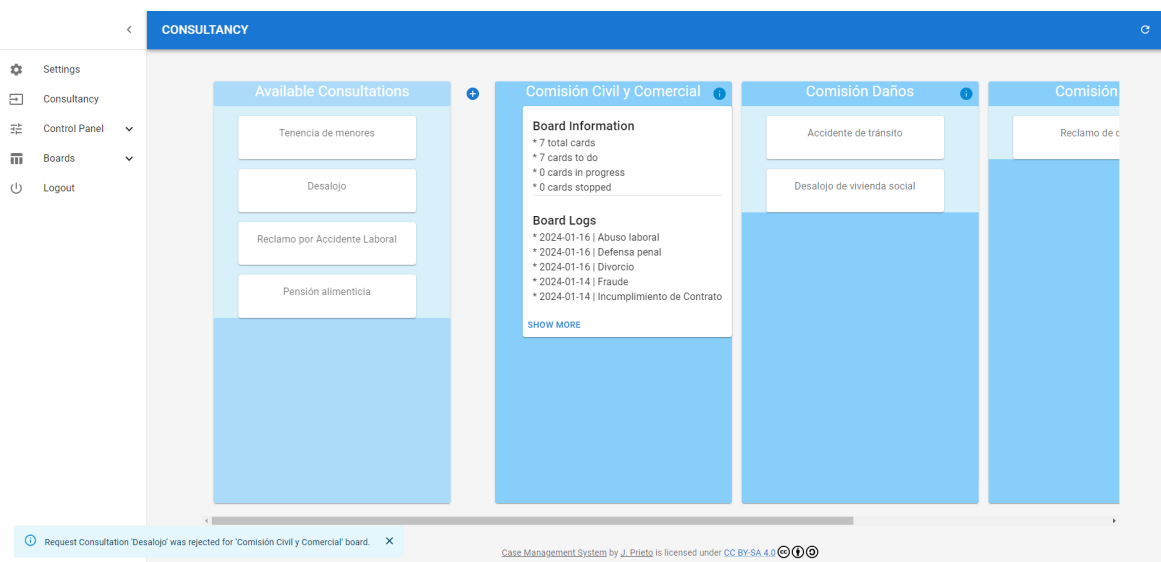 CONSULTANCY
Settings
Consultancy
Control Panel
Boards
Logout
Available Consultations
Tenencia de menores
Desalojo
Reclamo por Accidente Laboral
Pensión alimenticia
Comisión Civil y Comercial
Board Information
* 7 total cards
* 7 cards to do
* 0 cards in progress
* 0 cards stopped
Board Logs
* 2024-01-16 | Abuso laboral
* 2024-01-16 | Defensa penal
* 2024-01-16 | Divorcio
* 2024-01-14 | Fraude
* 2024-01-14 | Incumplimiento de Contrato
SHOW MORE
Comisión Daños
Accidente de tránsito
Desalojo de vivienda social
Comisión
Reclamo de
Request Consultation 'Desalojo' was rejected for 'Comisión Civil y Comercial' board.
Case Management System by J. Prieto is licensed under CC BY-SA 4.0